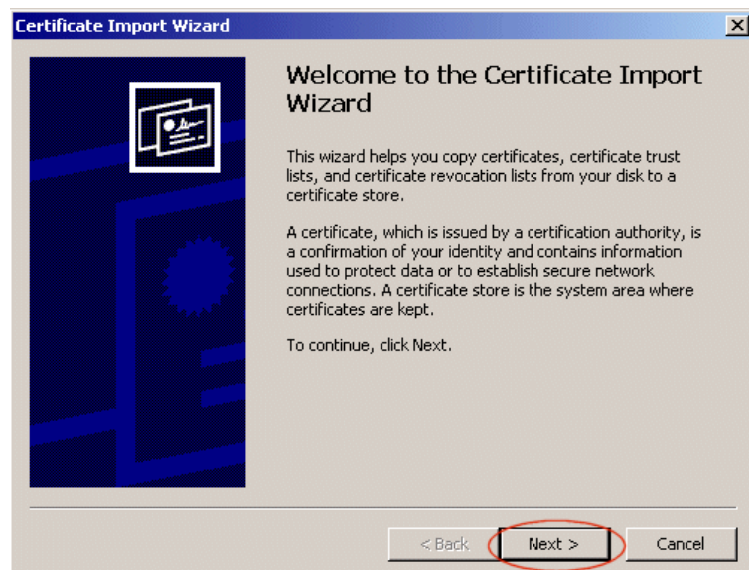 Certificate Import Wizard
Welcome to the Certificate Import
Wizard
This wizard helps you copy certificates, certificate trust
lists, and certificate revocation lists from your disk to a
certificate store.
A certificate, which is issued by a certification authority, is
a confirmation of your identity and contains information
used to protect data or to establish secure network
connections. A certificate store is the system area where
certificates are kept.
To continue, click Next.
< Back Next > Cancel